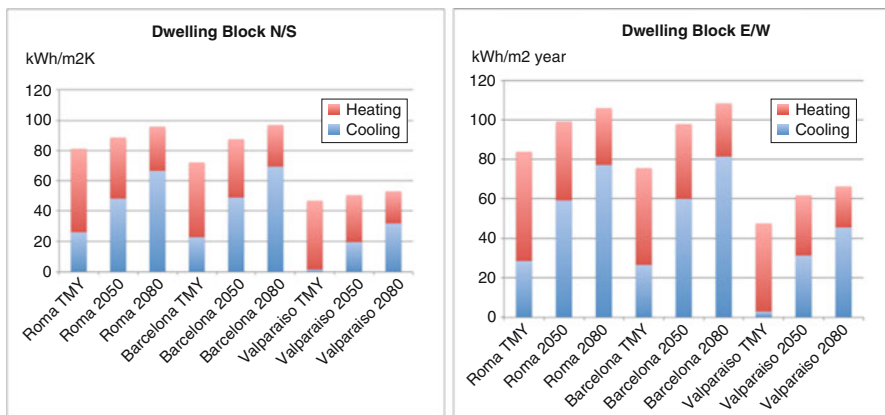 Dwelling Block N/S
kWh/m2K
120
100
80
60
40
20
0
Heating
Cooling
Roma TMY
Roma 2050
Roma 2080
Barcelona TMY
Barcelona 2050
Barcelona 2080
Valparaiso TMY
Valparaiso 2050
Valparaiso 2080
Dwelling Block E/W
kWh/m2 year
120
100
80
60
40
20
0
Heating
Cooling
Roma TMY
Roma 2050
Roma 2080
Barcelona TMY
Barcelona 2050
Barcelona 2080
Valparaiso TMY
Valparaiso 2050
Valparaiso 2080